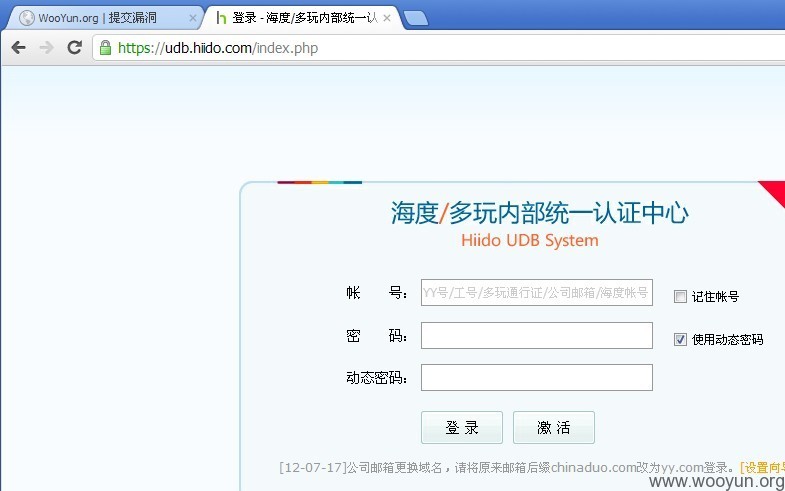 WooYun.org | 提交漏洞
登录 - 海度/多玩内部统一认
https://udb.hiido.com/index.php
海度/多玩内部统一认证中心
Hiido UDB System
帐 号：
YY号/工号/多玩通行证/公司邮箱/海度帐号
记住帐号
密 码：
使用动态密码
动态密码：
登 录
激 活
[12-07-17]公司邮箱更换域名，请将原来邮箱后缀chinaduo.com改为yy.com登录。[设置向导
www.wooyun.org